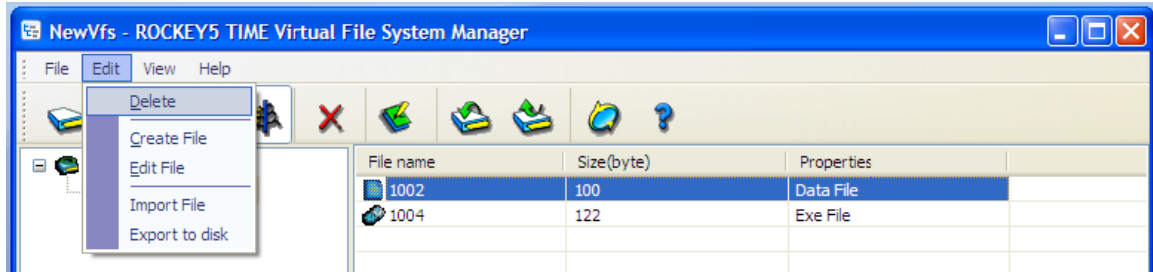 NewVfs - ROCKEY5 TIME Virtual File System Manager
File Edit View Help
Delete
Create File
Edit File
Import File
Export to disk
File name Size(byte) Properties
1002 100 Data File
1004 122 Exe File